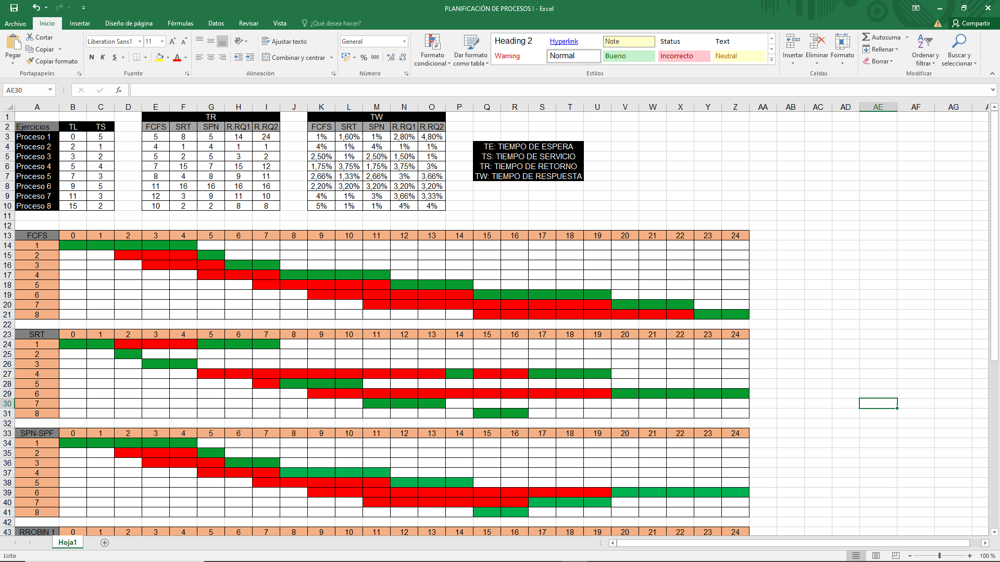 PLANIFICACIÓN DE PROCESOS I - Excel
Archivo Inicio Insertar Diseño de página Fórmulas Datos Revisar Vista ¿Qué desea hacer? Compartir
Pegar Cortar Copiar Copiar formato
Liberation Sans1 11
N K S
Ajustar texto
Combinar y centrar
General
% 000
Formato condicional
Dar formato como tabla
Heading 2 Hyperlink Note Status Text
Warning Normal Bueno Incorrecto Neutral
Insertar Eliminar Formato
Autosuma
Rellenar
Borrar
Ordenar y filtrar
Buscar y seleccionar
Portapapeles Fuente Alineación Número Estilos Celdas Modificar
AE30 fx
A B C D E F G H I J K L M N O P Q R S T U V W X Y Z AA AB AC AD AE AF AG
1 TR TW
2 Ejercicios TL TS FCFS SRT SPN R.RQ1 R.RQ2 FCFS SRT SPN R.RQ1 R.RQ2
3 Proceso 1 0 5 5 8 5 14 24 1% 1,60% 1% 2,80% 4,80%
4 Proceso 2 2 1 4 1 4 1 1 4% 1% 4% 1% 1% TE: TIEMPO DE ESPERA
5 Proceso 3 3 2 5 2 5 3 2 2,50% 1% 2,50% 1,50% 1% TS: TIEMPO DE SERVICIO
6 Proceso 4 5 4 7 15 7 15 12 1,75% 3,75% 1,75% 3,75% 3% TR: TIEMPO DE RETORNO
7 Proceso 5 7 3 8 4 8 9 11 2,66% 1,33% 2,66% 3% 3,66% TW: TIEMPO DE RESPUESTA
8 Proceso 6 9 5 11 16 16 16 16 2,20% 3,20% 3,20% 3,20% 3,20%
9 Proceso 7 11 3 12 3 9 11 10 4% 1% 3% 3,66% 3,33%
10 Proceso 8 15 2 10 2 2 8 8 5% 1% 1% 4% 4%
11
12
13 FCFS 0 1 2 3 4 5 6 7 8 9 10 11 12 13 14 15 16 17 18 19 20 21 22 23 24
14 1
15 2
16 3
17 4
18 5
19 6
20 7
21 8
22
23 SRT 0 1 2 3 4 5 6 7 8 9 10 11 12 13 14 15 16 17 18 19 20 21 22 23 24
24 1
25 2
26 3
27 4
28 5
29 6
30 7
31 8
32
33 SPN-SPF 0 1 2 3 4 5 6 7 8 9 10 11 12 13 14 15 16 17 18 19 20 21 22 23 24
34 1
35 2
36 3
37 4
38 5
39 6
40 7
41 8
42
43 RROBIN 1 0 1 2 3 4 5 6 7 8 9 10 11 12 13 14 15 16 17 18 19 20 21 22 23 24
Hoja1
Listo 100 %